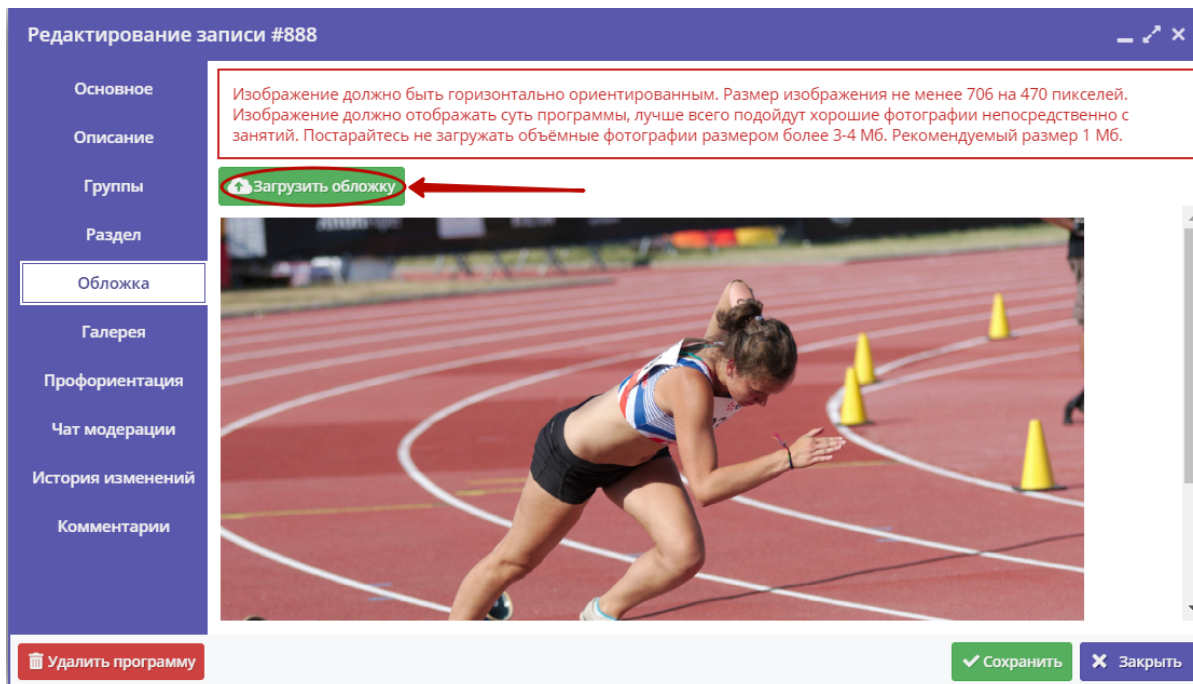 Редактирование записи #888
Основное
Описание
Группы
Раздел
Обложка
Галерея
Профориентация
Чат модерации
История изменений
Комментарии
Изображение должно быть горизонтально ориентированным. Размер изображения не менее 706 на 470 пикселей.
Изображение должно отображать суть программы, лучше всего подойдут хорошие фотографии непосредственно с
занятий. Постарайтесь не загружать объёмные фотографии размером более 3-4 Мб. Рекомендуемый размер 1 Мб.
Загрузить обложку
Удалить программу
Сохранить
Закрыть